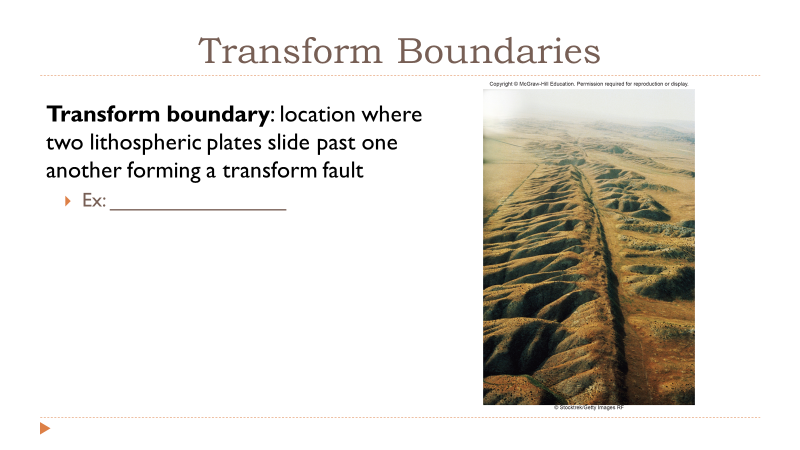 Transform Boundaries
Copyright © McGraw-Hill Education. Permission required for reproduction or display.
Transform boundary: location where
two lithospheric plates slide past one
another forming a transform fault
Ex: __________________
© Stocktrek/Getty Images RF